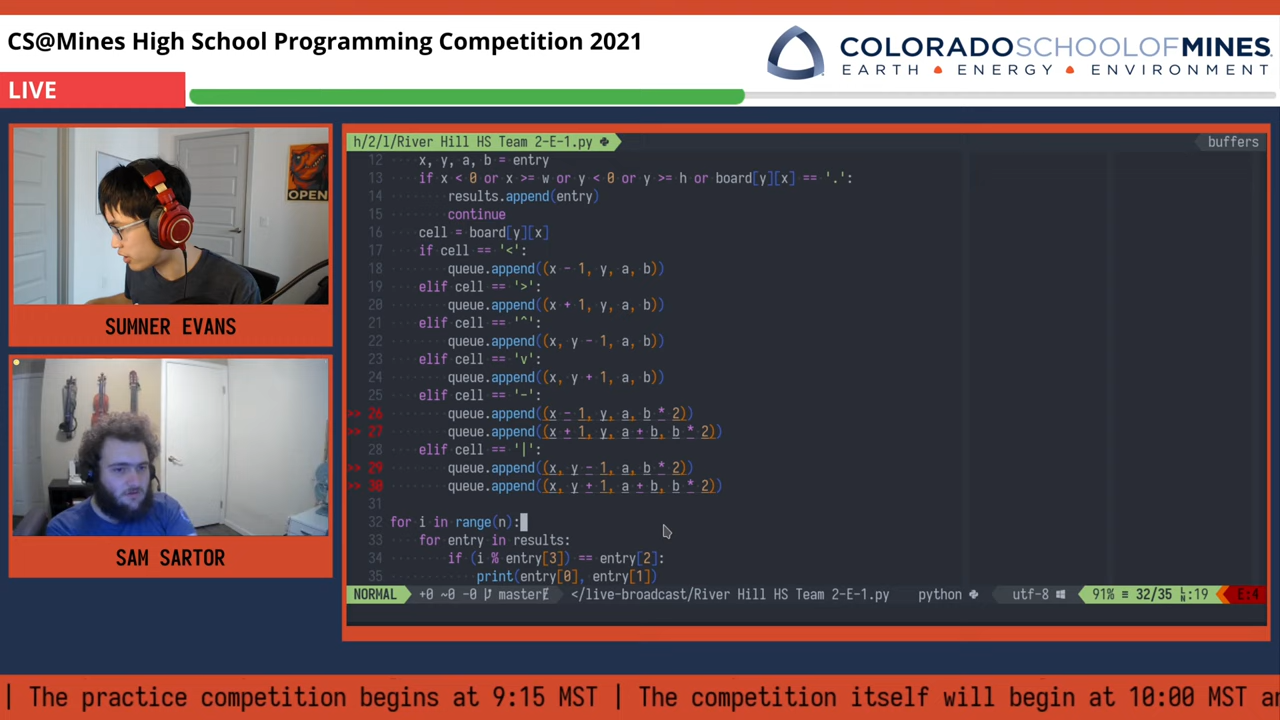 CS@Mines High School Programming Competition 2021
COLORADOSCHOOLOFMINES
EARTH • ENERGY • ENVIRONMENT
LIVE
OPEN
SUMNER EVANS
SAM SARTOR
h/2/l/River Hill HS Team 2-E-1.py
buffers
12 x, y, a, b = entry
13 if x < 0 or x >= w or y < 0 or y >= h or board[y][x] == '.':
14 results.append(entry)
15 continue
16 cell = board[y][x]
17 if cell == '<':
18 queue.append((x - 1, y, a, b))
19 elif cell == '>':
20 queue.append((x + 1, y, a, b))
21 elif cell == '^':
22 queue.append((x, y - 1, a, b))
23 elif cell == 'v':
24 queue.append((x, y + 1, a, b))
25 elif cell == '-':
>> 26 queue.append((x - 1, y, a, b * 2))
>> 27 queue.append((x + 1, y, a + b, b * 2))
28 elif cell == '|':
>> 29 queue.append((x, y - 1, a, b * 2))
>> 30 queue.append((x, y + 1, a + b, b * 2))
31
32 for i in range(n):
33 for entry in results:
34 if (i % entry[3]) == entry[2]:
35 print(entry[0], entry[1])
NORMAL +0 ~0 -0 master </live-broadcast/River Hill HS Team 2-E-1.py python utf-8 91% ≡ 32/35 :19 E:4
| The practice competition begins at 9:15 MST | The competition itself will begin at 10:00 MST